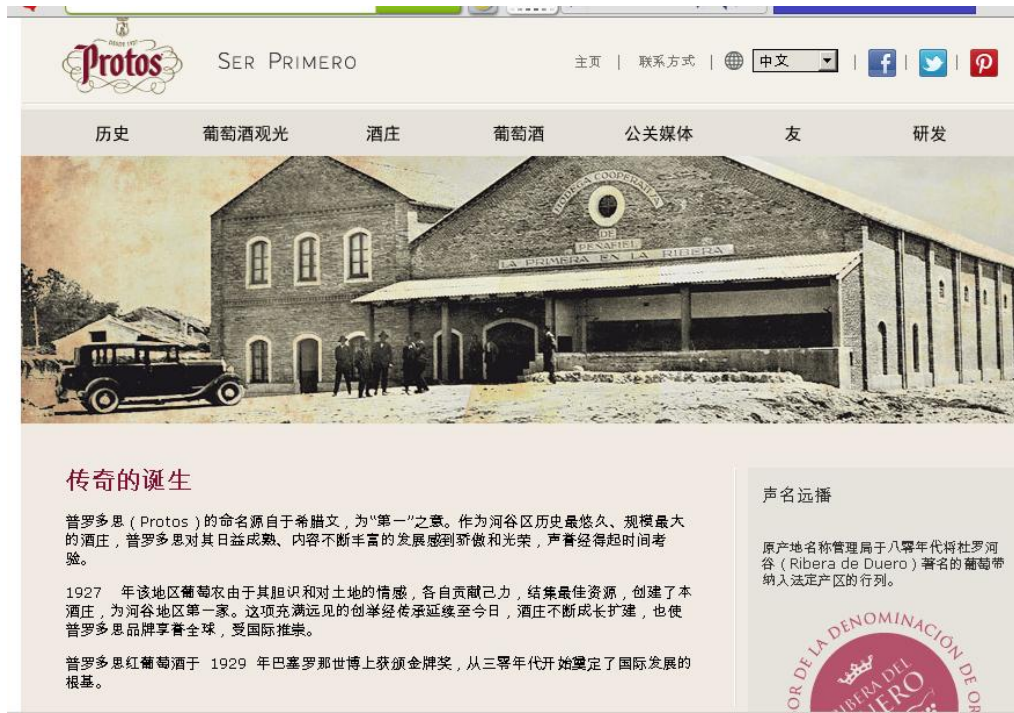 DESDE 1927
Protos
SER PRIMERO
主页 | 联系方式 | 中文
历史 葡萄酒观光 酒庄 葡萄酒 公关媒体 友 研发
BODEGA COOPERATIVA
DE
PEÑAFIEL
LA PRIMERA EN LA RIBERA
传奇的诞生
普罗多思(Protos)的命名源自于希腊文,为“第一”之意。作为河谷区历史最悠久、规模最大
的酒庄,普罗多思对其日益成熟、内容不断丰富的发展感到骄傲和光荣,声誉经得起时间考
验。
1927 年该地区葡萄农由于其胆识和对土地的情感,各自贡献己力,结集最佳资源,创建了本
酒庄,为河谷地区第一家。这项充满远见的创举经传承延续至今日,酒庄不断成长扩建,也使
普罗多思品牌享誉全球,受国际推崇。
普罗多思红葡萄酒于 1929 年巴塞罗那世博上获颁金牌奖,从三零年代开始奠定了国际发展的
根基。
声名远播
原产地名称管理局于八零年代将杜罗河
谷(Ribera de Duero)著名的葡萄带
纳入法定产区的行列。
OR DE LA DENOMINACIÓN DE OR
RIBERA DEL
DUERO